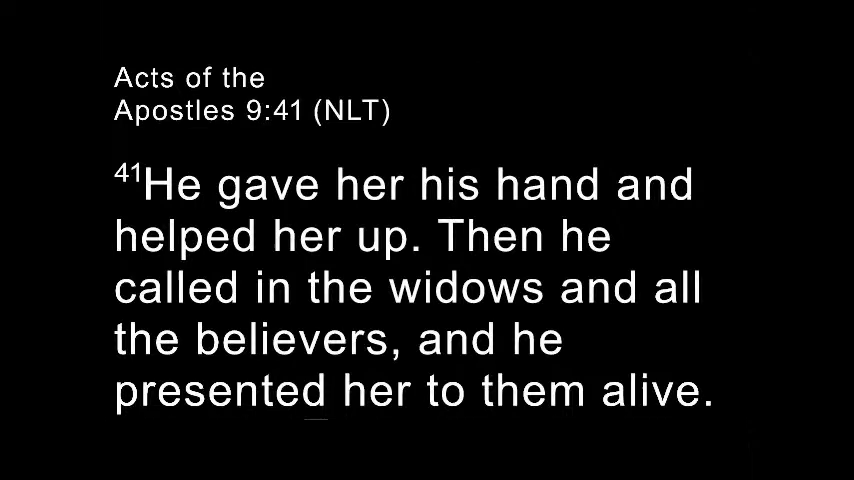 Acts of the
Apostles 9:41 (NLT)
41He gave her his hand and
helped her up. Then he
called in the widows and all
the believers, and he
presented her to them alive.